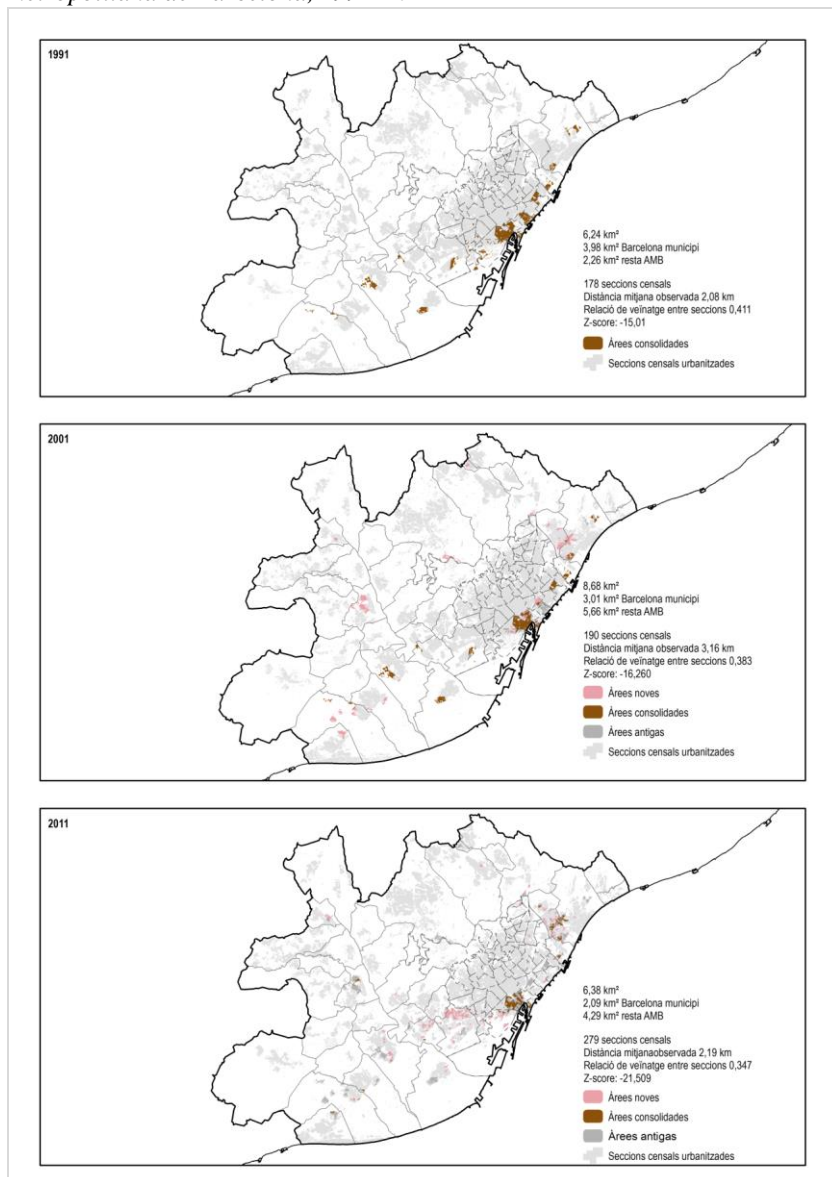 1991
6,24 km²
3,98 km² Barcelona municipi
2,26 km² resta AMB
178 seccions censals
Distància mitjana observada 2,08 km
Relació de veïnatge entre seccions 0,411
Z-score: -15,01
Àrees consolidades
Seccions censals urbanitzades
2001
8,68 km²
3,01 km² Barcelona municipi
5,66 km² resta AMB
190 seccions censals
Distància mitjana observada 3,16 km
Relació de veïnatge entre seccions 0,383
Z-score: -16,260
Àrees noves
Àrees consolidades
Àrees antigas
Seccions censals urbanitzades
2011
6,38 km²
2,09 km² Barcelona municipi
4,29 km² resta AMB
279 seccions censals
Distància mitjanaobservada 2,19 km
Relació de veïnatge entre seccions 0,347
Z-score: -21,509
Àrees noves
Àrees consolidades
Àrees antigas
Seccions censals urbanitzades